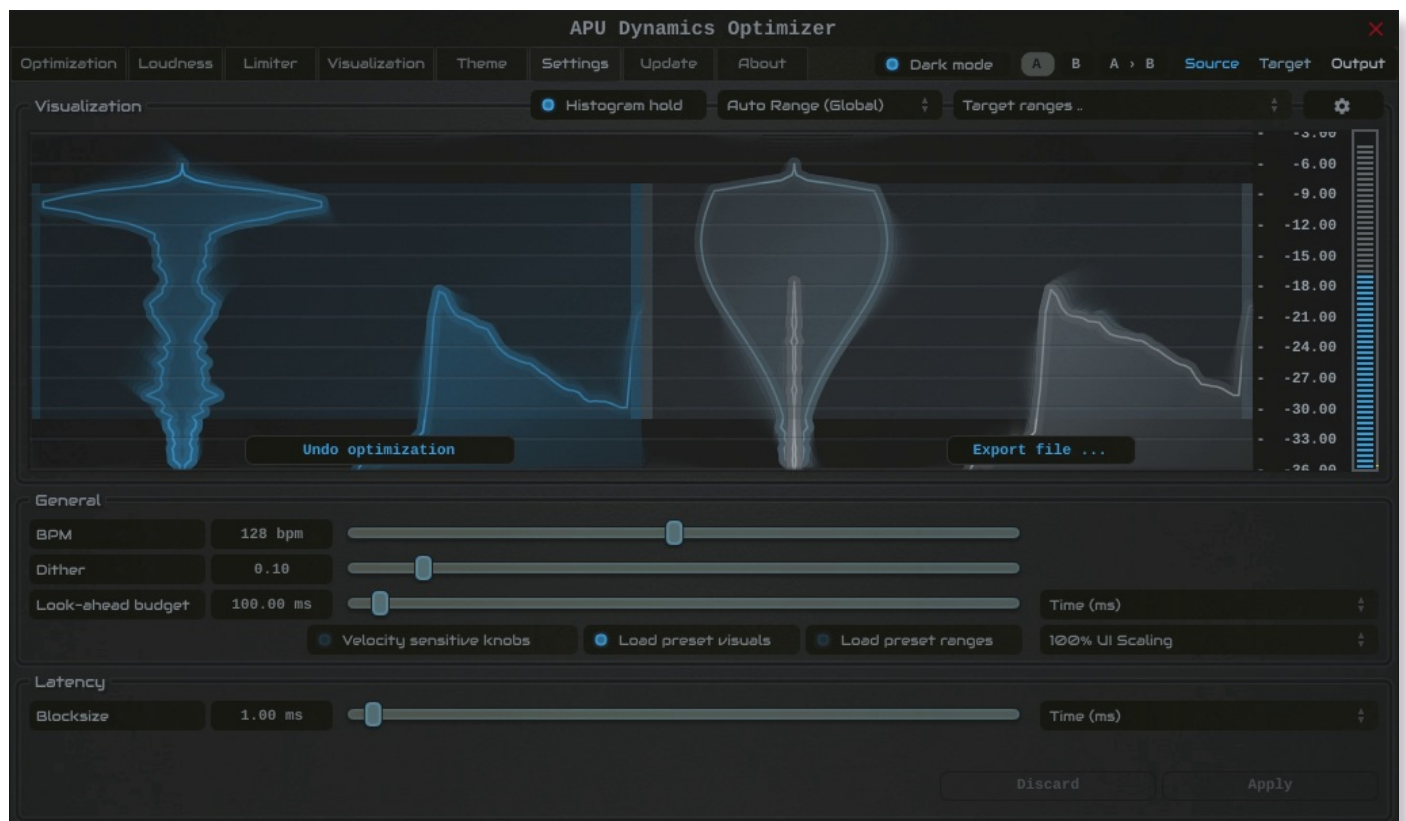 APU Dynamics Optimizer
Optimization Loudness Limiter Visualization Theme Settings Update About Dark mode A B A › B Source Target Output
Visualization Histogram hold Auto Range (Global) Target ranges ..
-3.00
-6.00
-9.00
-12.00
-15.00
-18.00
-21.00
-24.00
-27.00
-30.00
-33.00
-36.00
Undo optimization Export file ...
General
BPM 128 bpm
Dither 0.10
Look-ahead budget 100.00 ms Time (ms)
Velocity sensitive knobs Load preset visuals Load preset ranges 100% UI Scaling
Latency
Blocksize 1.00 ms Time (ms)
Discard Apply